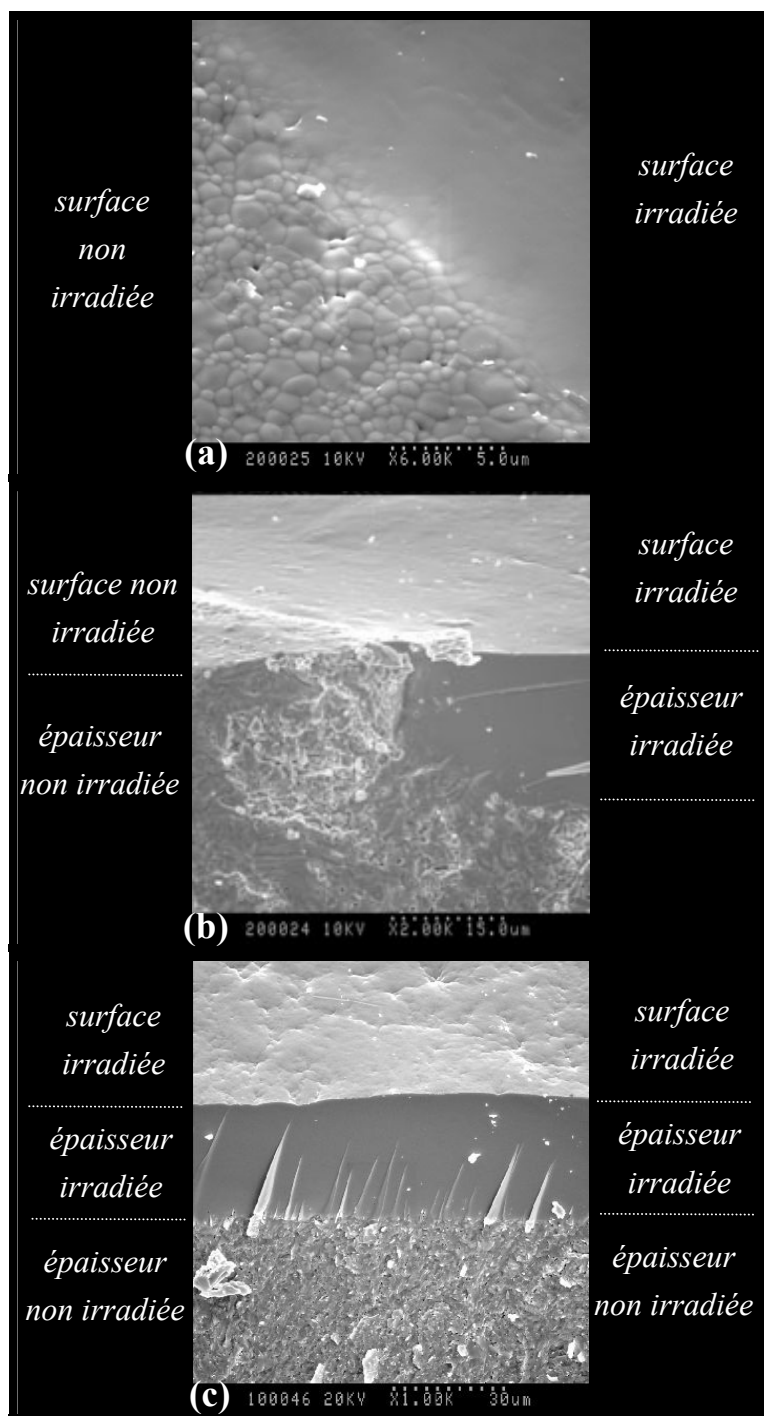 surface
non
irradiée
surface
irradiée
(a) 200025 10KV X6.00K 5.0um
surface non
irradiée
épaisseur
non irradiée
surface
irradiée
épaisseur
irradiée
(b) 200024 10KV X2.00K 15.0um
surface
irradiée
épaisseur
irradiée
épaisseur
non irradiée
surface
irradiée
épaisseur
irradiée
épaisseur
non irradiée
(c) 100046 20KV X1.00K 30um